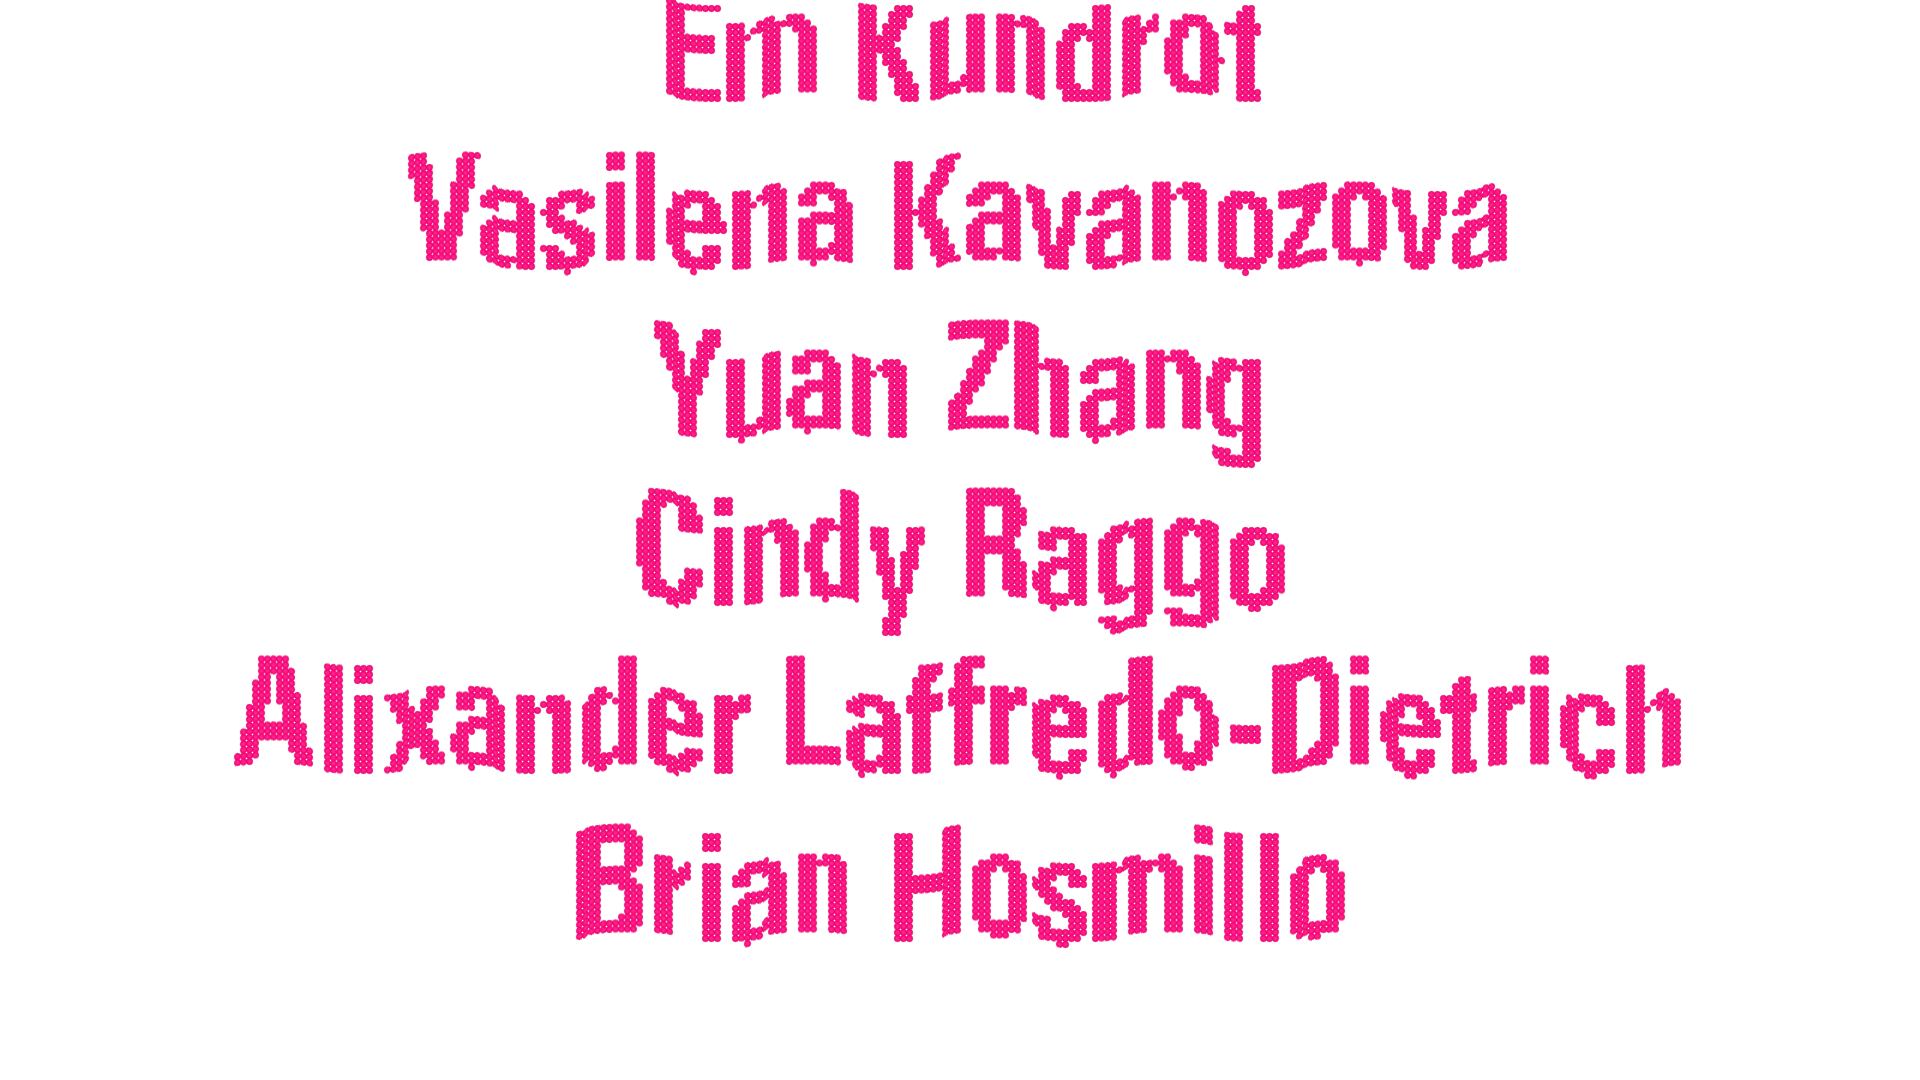 Em Kundrot
Vasilena Kavanozova
Yuan Zhang
Cindy Raggo
Alixander Laffredo-Dietrich
Brian Hosmillo